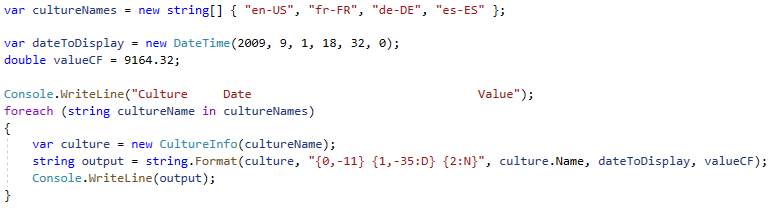 var cultureNames = new string[] { "en-US", "fr-FR", "de-DE", "es-ES" };
var dateToDisplay = new DateTime(2009, 9, 1, 18, 32, 0);
double valueCF = 9164.32;
Console.WriteLine("Culture     Date                                Value");
foreach (string cultureName in cultureNames)
{
    var culture = new CultureInfo(cultureName);
    string output = string.Format(culture, "{0,-11} {1,-35:D} {2:N}", culture.Name, dateToDisplay, valueCF);
    Console.WriteLine(output);
}